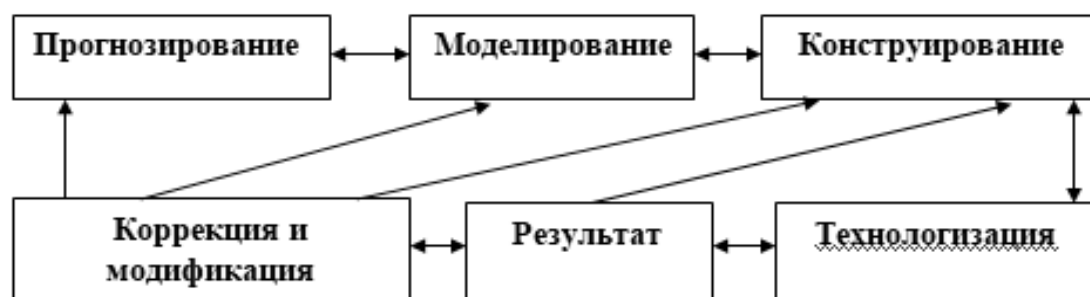 Прогнозирование
Моделирование
Конструирование
Коррекция и
модификация
Результат
Технологизация